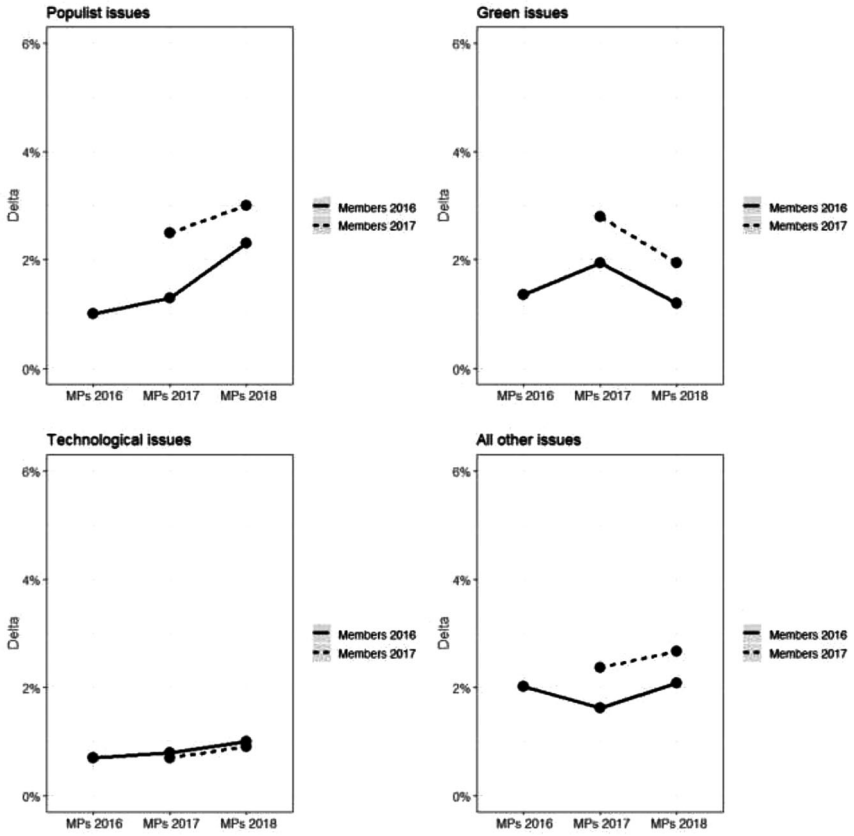 Populist issues
6%
4%
2%
0%
Delta
MPs 2016 MPs 2017 MPs 2018
Members 2016
Members 2017
Green issues
6%
4%
2%
0%
Delta
MPs 2016 MPs 2017 MPs 2018
Members 2016
Members 2017
Technological issues
6%
4%
2%
0%
Delta
MPs 2016 MPs 2017 MPs 2018
Members 2016
Members 2017
All other issues
6%
4%
2%
0%
Delta
MPs 2016 MPs 2017 MPs 2018
Members 2016
Members 2017